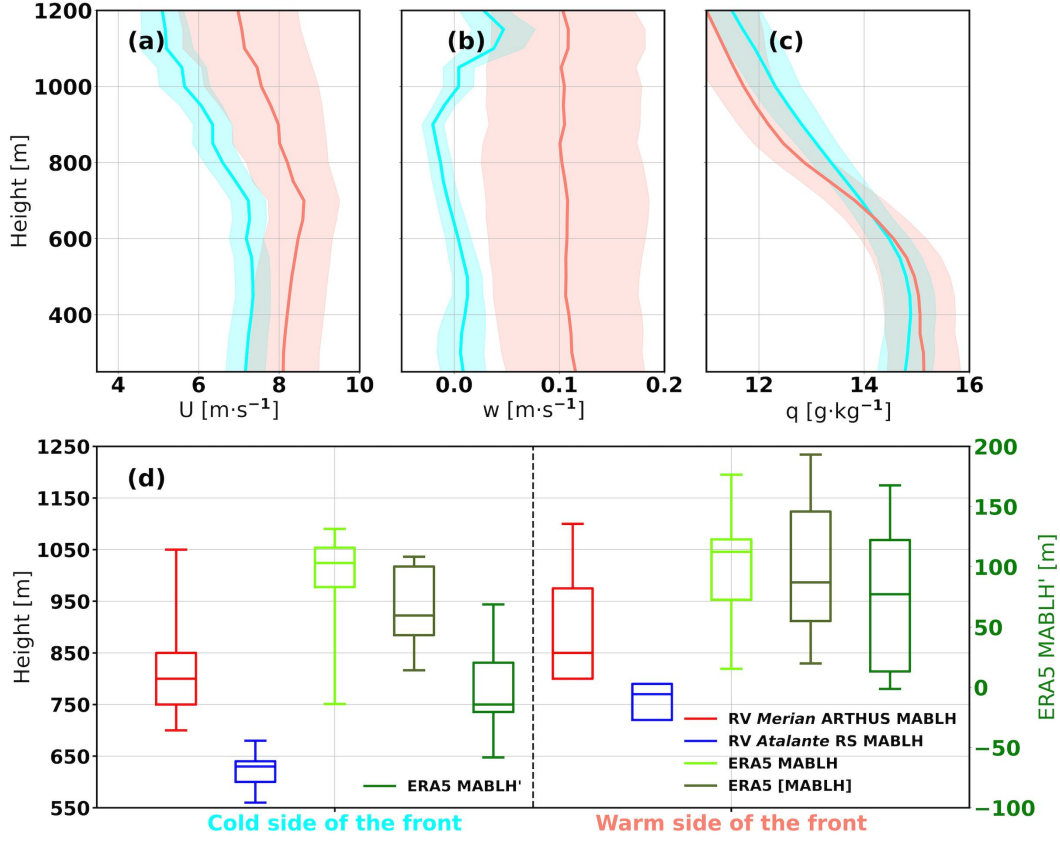 (a)
(b)
(c)
Height [m]
1200
1000
800
600
400
4 6 8 10
0.0 0.1 0.2
12 14 16
U [m·s⁻¹]
w [m·s⁻¹]
q [g·kg⁻¹]
(d)
Height [m]
1250
1150
1050
950
850
750
650
550
200
150
100
50
0
−50
−100
ERA5 MABLH' [m]
RV Merian ARTHUS MABLH
RV Atalante RS MABLH
ERA5 MABLH
ERA5 [MABLH]
ERA5 MABLH'
Cold side of the front
Warm side of the front